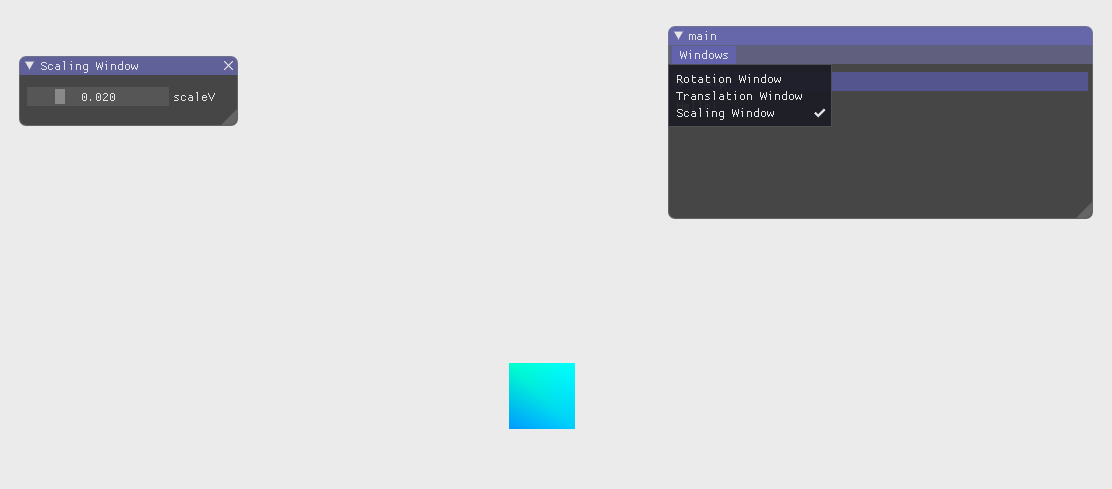 Scaling Window
0.020 scaleV
main
Windows
Rotation Window
Translation Window
Scaling Window